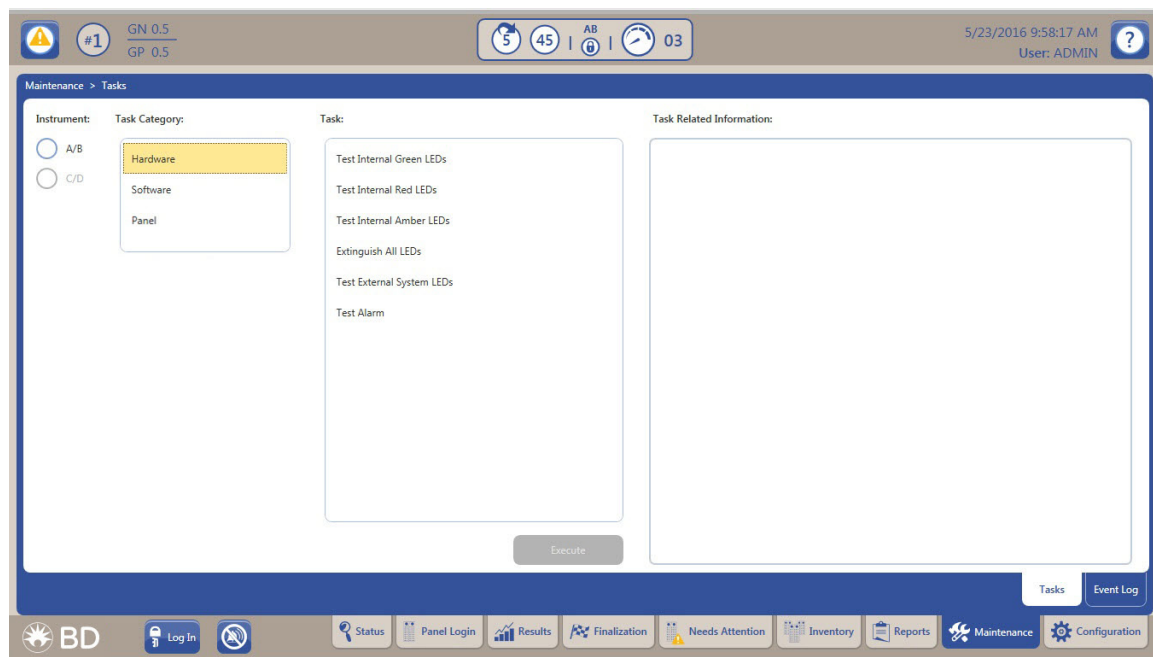 #1
GN 0.5
GP 0.5
5
45
AB
03
5/23/2016 9:58:17 AM
User: ADMIN
?
Maintenance > Tasks
Instrument:
Task Category:
Task:
Task Related Information:
A/B
C/D
Hardware
Software
Panel
Test Internal Green LEDs
Test Internal Red LEDs
Test Internal Amber LEDs
Extinguish All LEDs
Test External System LEDs
Test Alarm
Execute
Tasks
Event Log
BD
Log In
Status
Panel Login
Results
Finalization
Needs Attention
Inventory
Reports
Maintenance
Configuration